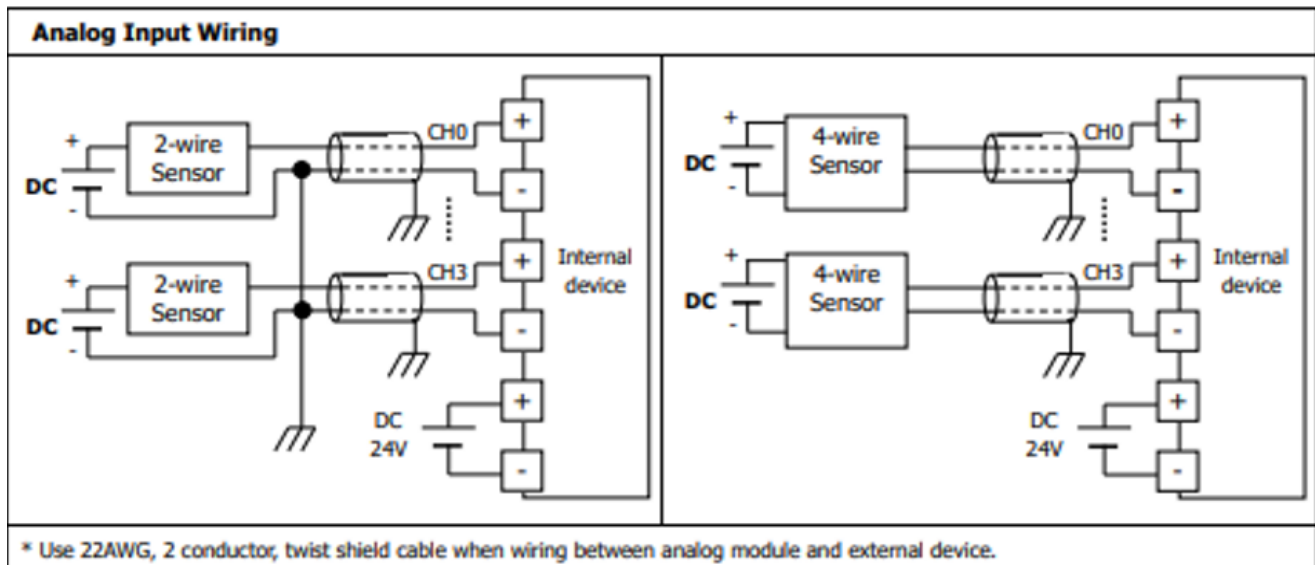 Analog Input Wiring
+
2-wire
Sensor
DC
-
CH0
+
-
+
2-wire
Sensor
DC
-
CH3
+
-
Internal
device
DC
24V
+
-
+
4-wire
Sensor
DC
-
CH0
+
-
+
4-wire
Sensor
DC
-
CH3
+
-
Internal
device
DC
24V
+
-
* Use 22AWG, 2 conductor, twist shield cable when wiring between analog module and external device.